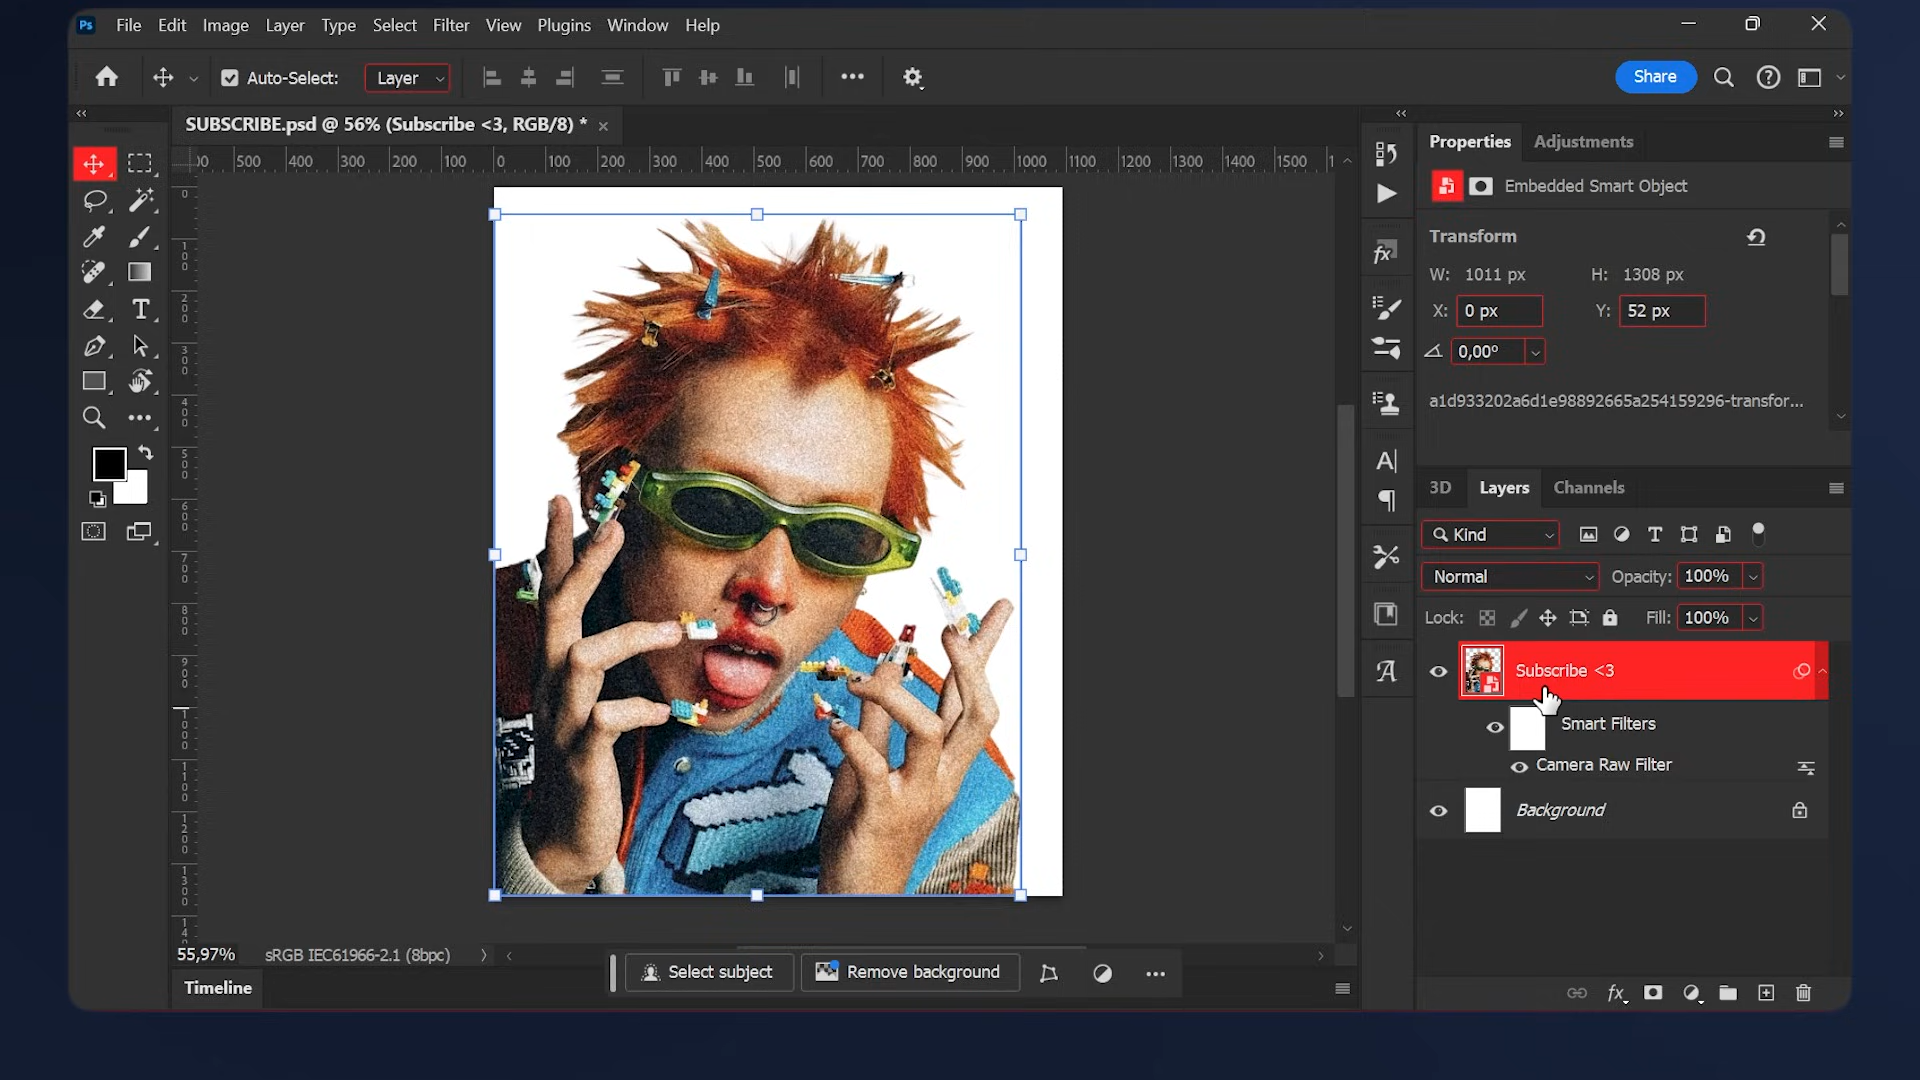 Ps File Edit Image Layer Type Select Filter View Plugins Window Help
Auto-Select: Layer Share
SUBSCRIBE.psd @ 56% (Subscribe <3, RGB/8) *
00 500 400 300 200 100 0 100 200 300 400 500 600 700 800 900 1000 1100 1200 1300 1400 1500 1
0
100
200
300
400
500
600
700
800
900
1000
1100
1200
1300
14
Properties Adjustments
Embedded Smart Object
Transform
W: 1011 px H: 1308 px
X: 0 px Y: 52 px
0,00°
a1d933202a6d1e98892665a254159296-transfor...
3D Layers Channels
Kind
Normal Opacity: 100%
Lock: Fill: 100%
Subscribe <3
Smart Filters
Camera Raw Filter
Background
55,97% sRGB IEC61966-2.1 (8bpc)
Select subject Remove background
Timeline